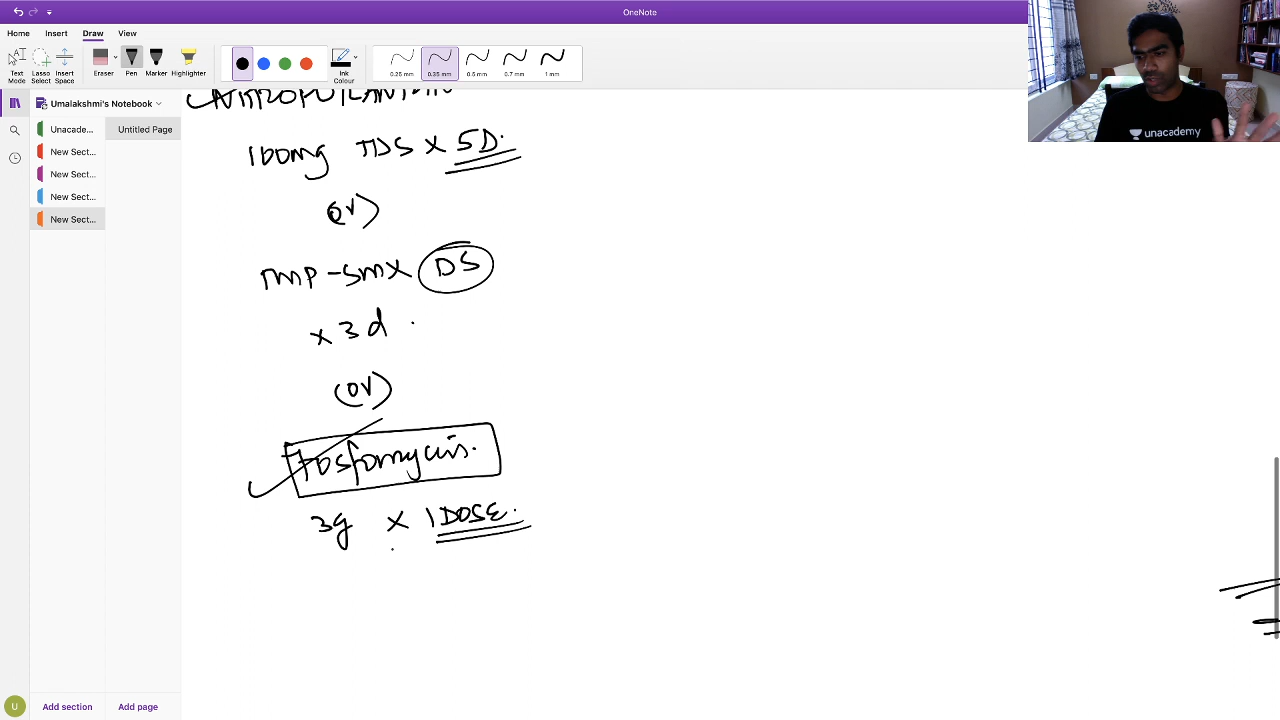 OneNote
Home Insert Draw View
Text Mode
Lasso Select
Insert Space
Eraser
Pen
Marker
Highlighter
Ink Colour
0.25 mm
0.35 mm
0.5 mm
0.7 mm
1 mm
Umalakshmi's Notebook
Unacade...
New Sect...
New Sect...
New Sect...
New Sect...
Untitled Page
100mg TDS x 5D.
(or)
TMP-SMX DS
x 3d
(or)
Fosfomycin.
3g x 1 DOSE.
unacademy
U
Add section
Add page